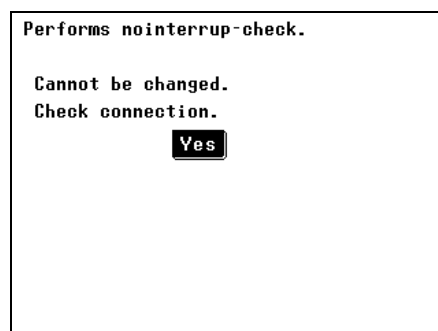 Performs nointerrup-check.
Cannot be changed.
Check connection.
Yes